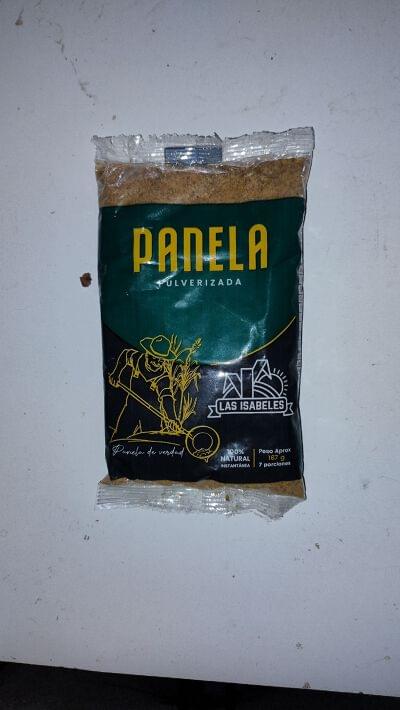 PANELA
PULVERIZADA
LAS ISABELES
Panela de verdad
100%
NATURAL
INSTANTÁNEA
Peso Aprox
167 g
7 porciones